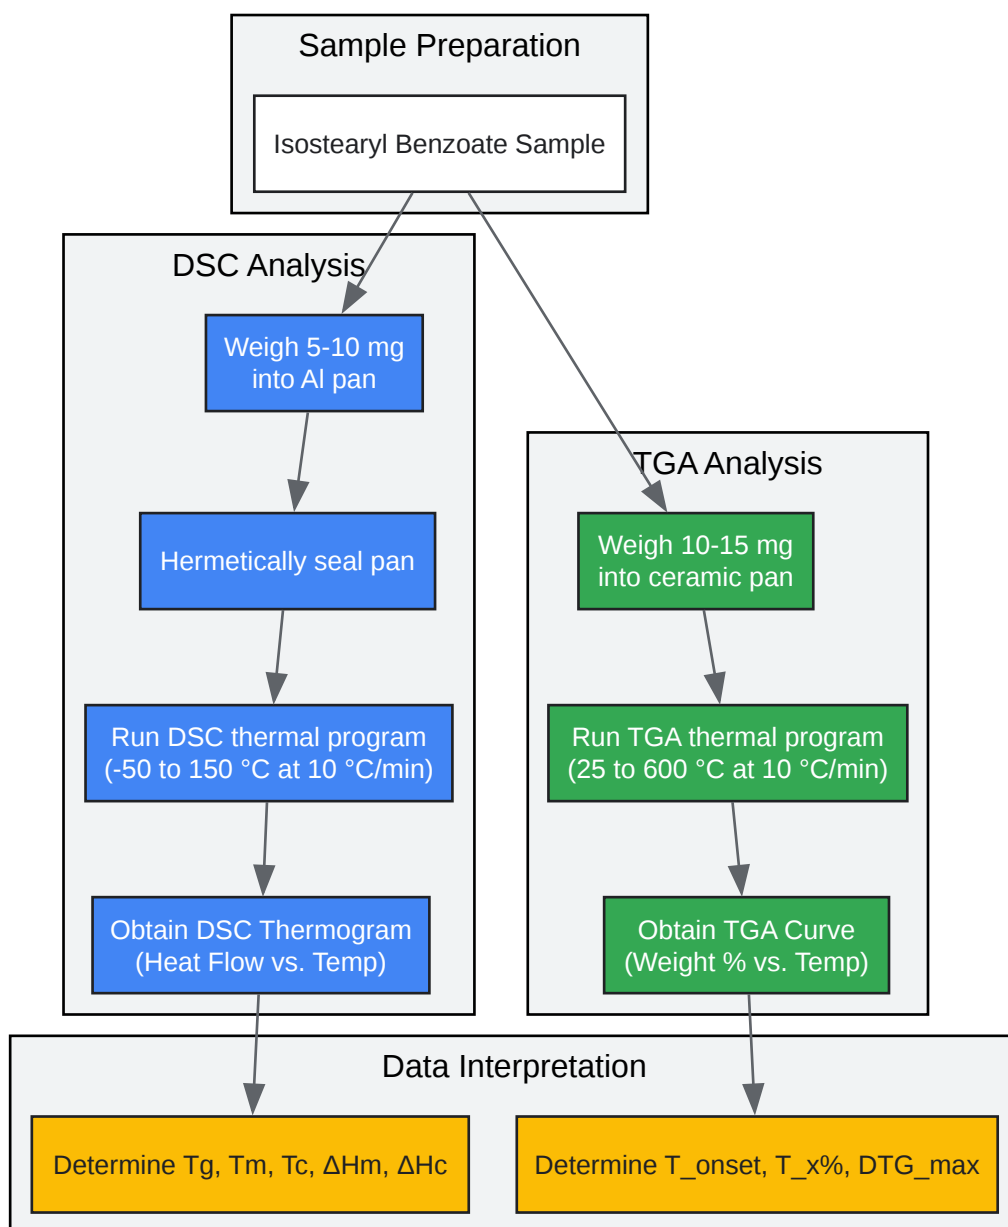 Sample Preparation
Isostearyl Benzoate Sample
DSC Analysis
Weigh 5-10 mg
into Al pan
Hermetically seal pan
Run DSC thermal program
(-50 to 150 °C at 10 °C/min)
Obtain DSC Thermogram
(Heat Flow vs. Temp)
TGA Analysis
Weigh 10-15 mg
into ceramic pan
Run TGA thermal program
(25 to 600 °C at 10 °C/min)
Obtain TGA Curve
(Weight % vs. Temp)
Data Interpretation
Determine Tg, Tm, Tc, ΔHm, ΔHc
Determine T_onset, T_x%, DTG_max